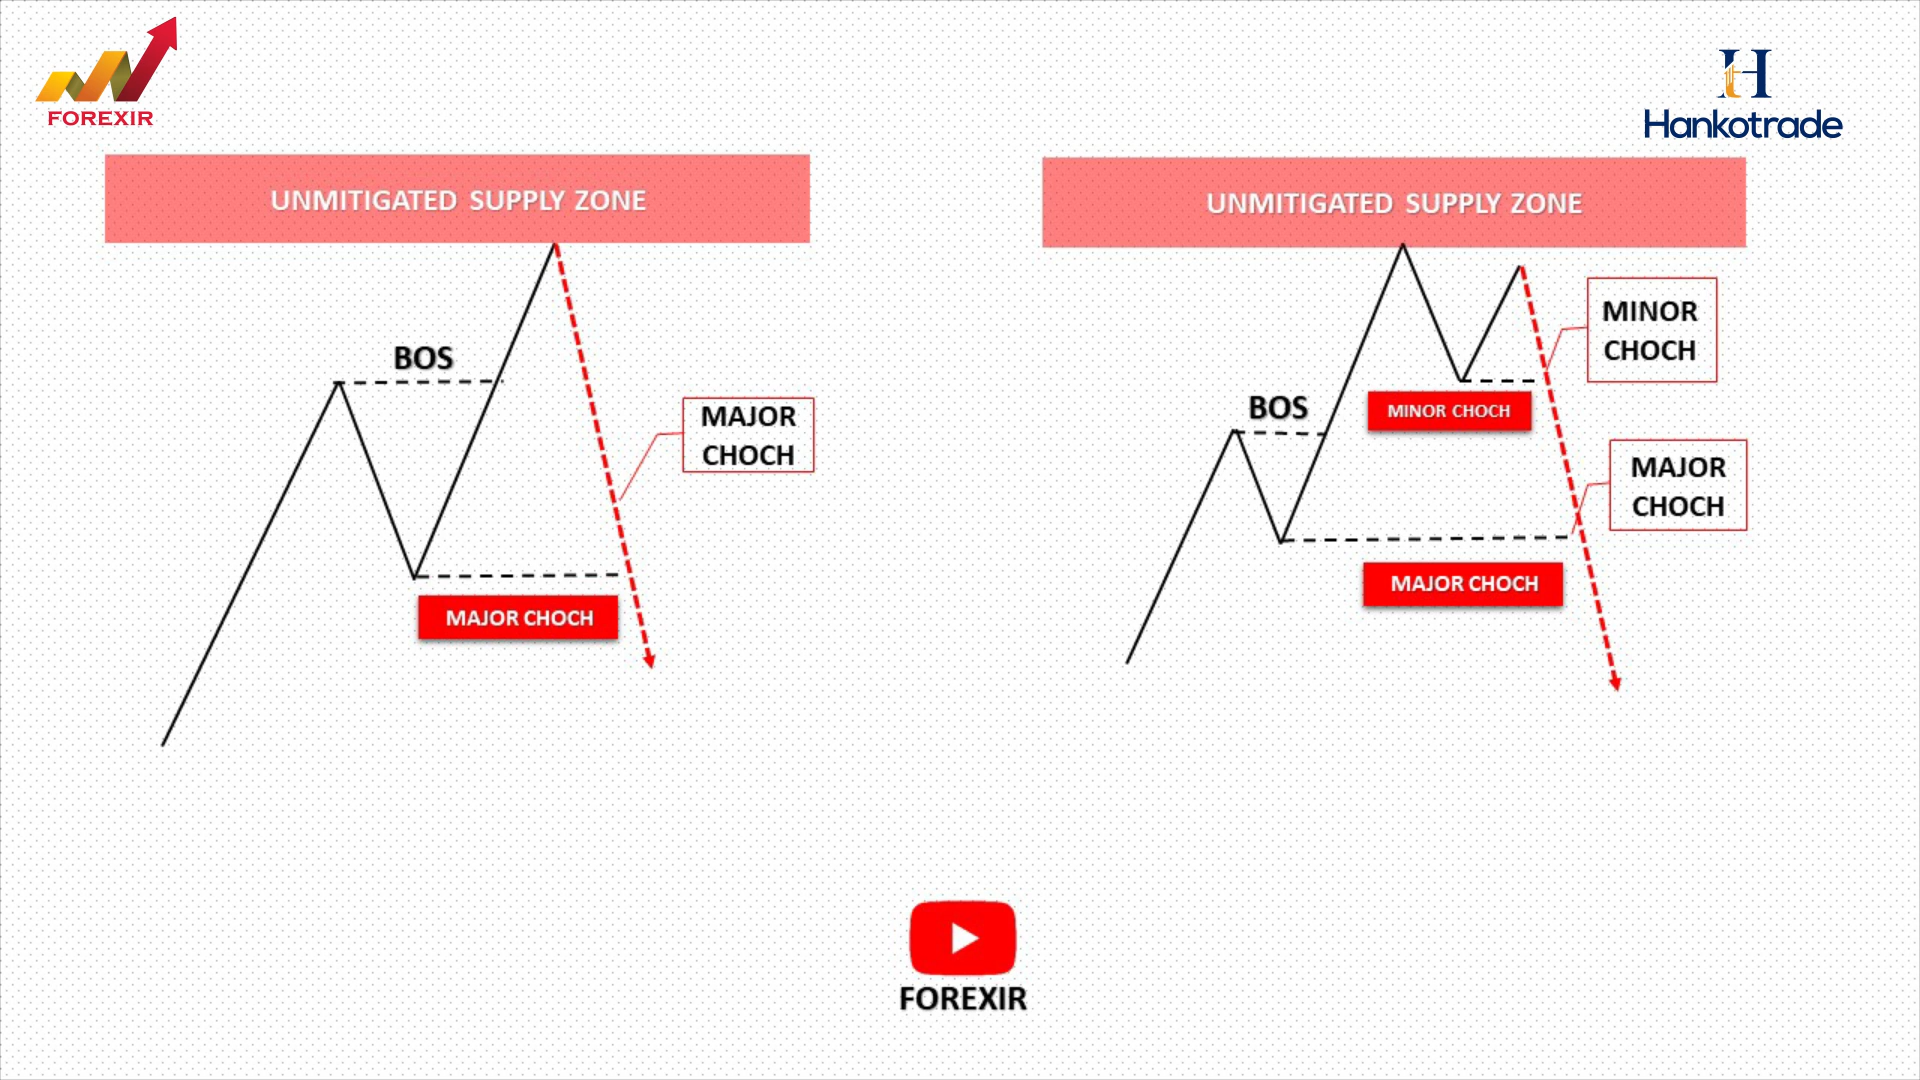 FOREXIR
Hankotrade
UNMITIGATED SUPPLY ZONE
BOS
MAJOR
CHOCH
MAJOR CHOCH
UNMITIGATED SUPPLY ZONE
MINOR
CHOCH
BOS
MINOR CHOCH
MAJOR
CHOCH
MAJOR CHOCH
FOREXIR